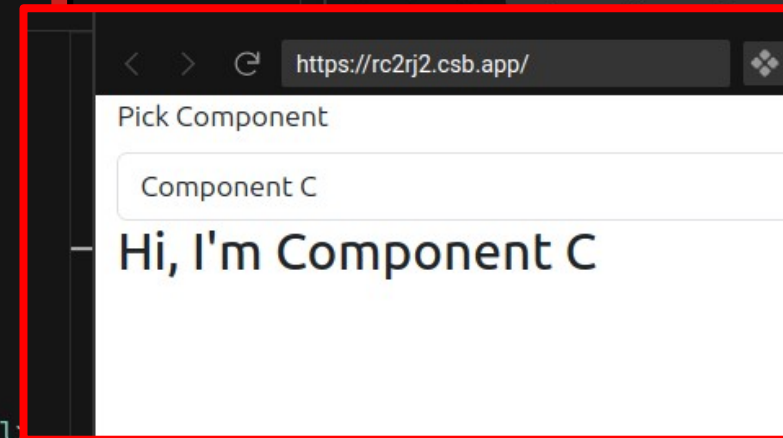 https://rc2rj2.csb.app/
Pick Component
Component C
Hi, I'm Component C